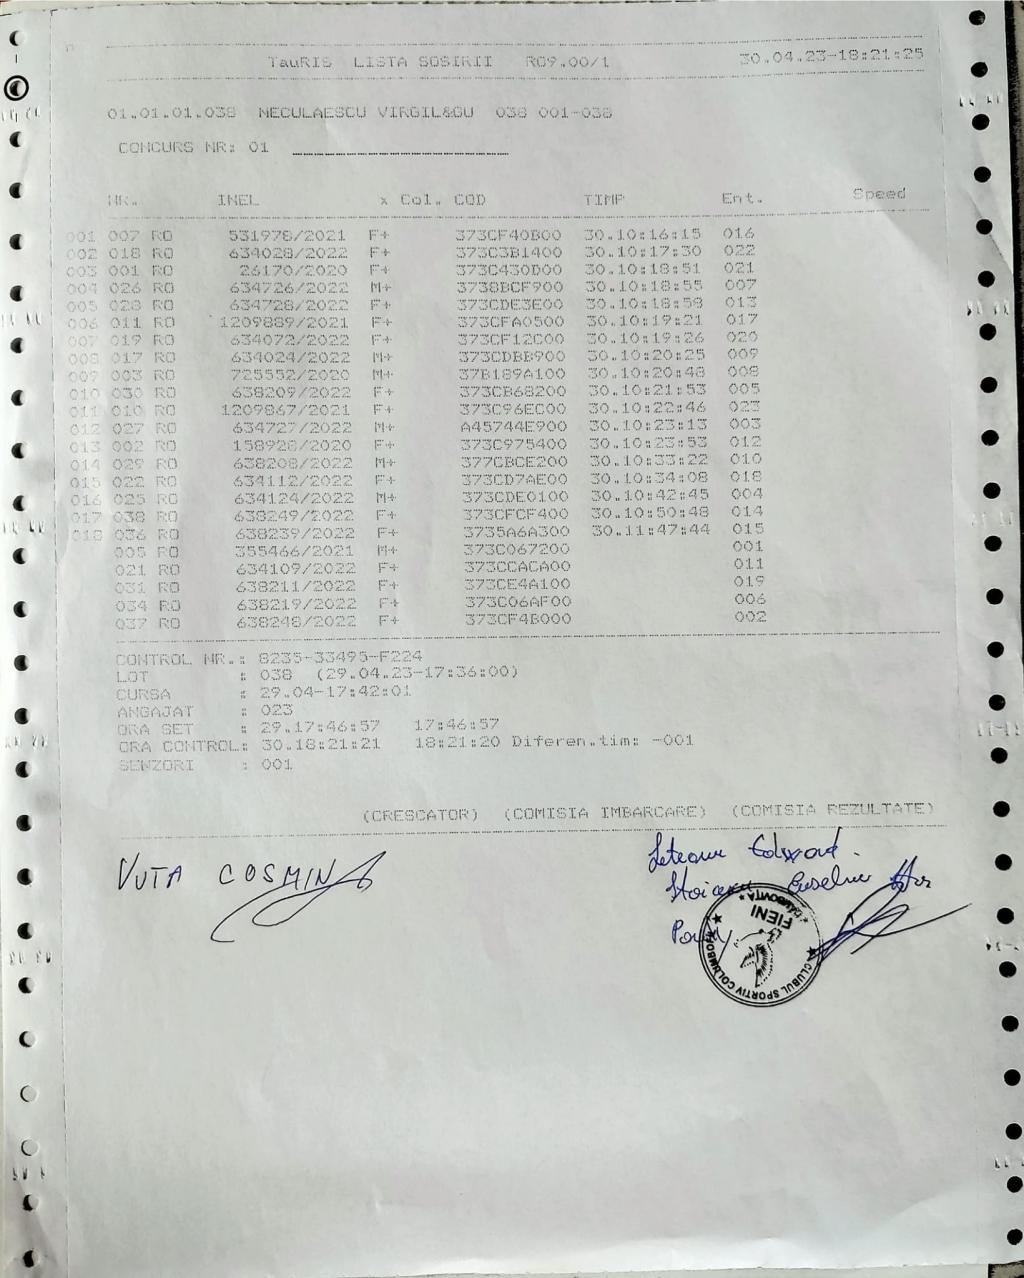 TauRIS LISTA SOSIRII RO9.00/1 30.04.23-18:21:25
01.01.01.038 NECULAESCU VIRGIL&GU 038 001-038
CONCURS NR: 01
NR. INEL x Col. COD TIMP Ent. Speed
001 007 RO 531978/2021 F+ 373CF40B00 30.10:16:15 016
002 018 RO 634028/2022 F+ 373C3B1400 30.10:17:30 022
003 001 RO 26170/2020 F+ 373C430D00 30.10:18:51 021
004 026 RO 634726/2022 M+ 3738BCF900 30.10:18:55 007
005 028 RO 634728/2022 F+ 373CDE3E00 30.10:18:58 013
006 011 RO 1209889/2021 F+ 373CFA0500 30.10:19:21 017
007 019 RO 634072/2022 F+ 373CF12C00 30.10:19:26 020
008 017 RO 634024/2022 M+ 373CDBB900 30.10:20:25 009
009 003 RO 725552/2020 M+ 37B189A100 30.10:20:48 008
010 030 RO 638209/2022 F+ 373CB68200 30.10:21:53 005
011 010 RO 1209867/2021 F+ 373C96EC00 30.10:22:46 023
012 027 RO 634727/2022 M+ A45744E900 30.10:23:13 003
013 002 RO 158928/2020 F+ 373C975400 30.10:23:53 012
014 029 RO 638208/2022 M+ 377CBCE200 30.10:33:22 010
015 022 RO 634112/2022 F+ 373CD7AE00 30.10:34:08 018
016 025 RO 634124/2022 M+ 373CDE0100 30.10:42:45 004
017 038 RO 638249/2022 F+ 373CFCF400 30.10:50:48 014
018 036 RO 638239/2022 F+ 3735A6A300 30.11:47:44 015
005 RO 355466/2021 M+ 373C067200 001
021 RO 634109/2022 F+ 373CCACA00 011
031 RO 638211/2022 F+ 373CE4A100 019
034 RO 638219/2022 F+ 373C06AF00 006
037 RO 638248/2022 F+ 373CF4B000 002
CONTROL NR.: 8235-33495-F224
LOT : 038 (29.04.23-17:36:00)
CURSA : 29.04-17:42:01
ANGAJAT : 023
ORA SET : 29.17:46:57 17:46:57
ORA CONTROL: 30.18:21:21 18:21:20 Diferen.tim: -001
SENZORI : 001
(CRESCATOR) (COMISIA IMBARCARE) (COMISIA REZULTATE)
VUTA COSMIN
CLUBUL SPORTIV COLUMBOFIL
FIENI
DAMBOVITA